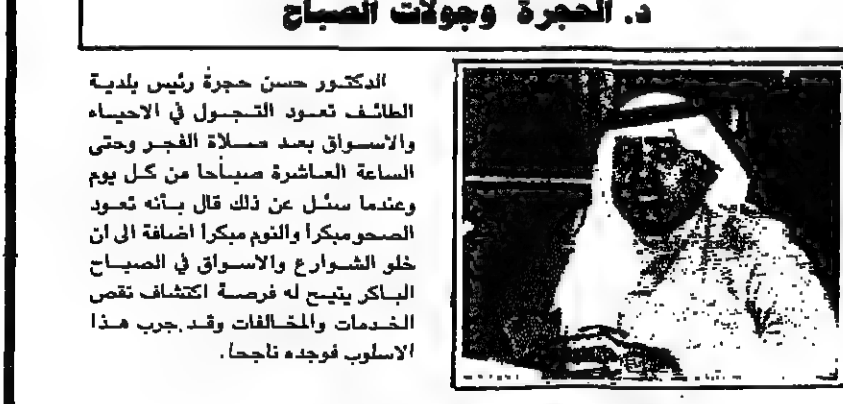 د. الحجرة وجولات الصباح
الدكتور حسن حجرة رئيس بلدية
الطائف تعود التجول في الاحياء
والاسواق بعد صلاة الفجر وحتى
الساعة العاشرة صباحا من كل يوم
وعندما سئل عن ذلك قال بأنه تعود
الصحو مبكرا والنوم مبكرا اضافة الى ان
خلو الشوارع والاسواق في الصباح
الباكر يتيح له فرصة اكتشاف نقص
الخدمات والمخالفات وقد جرب هذا
الاسلوب فوجده ناجحا.